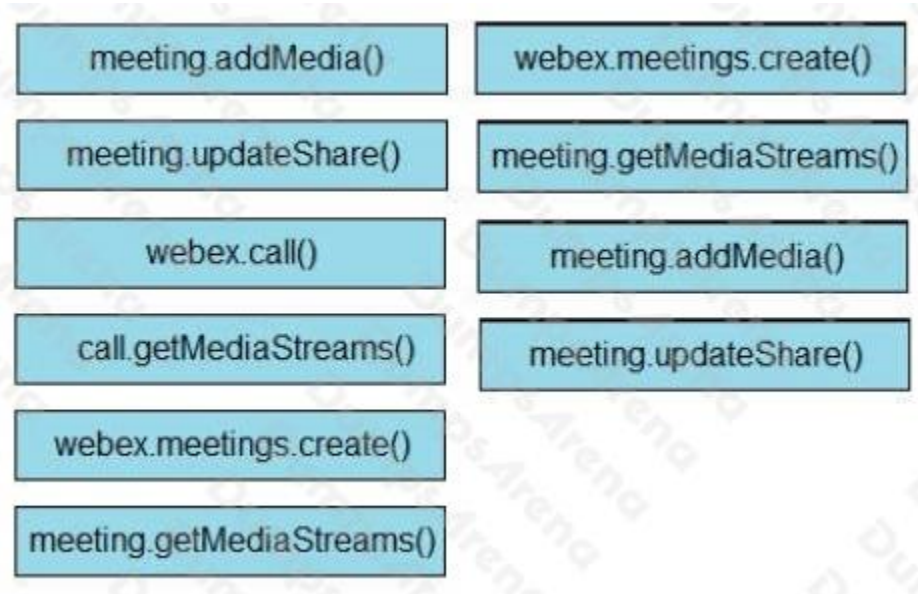 meeting.addMedia()
meeting.updateShare()
webex.call()
call.getMediaStreams()
webex.meetings.create()
meeting.getMediaStreams()
webex.meetings.create()
meeting.getMediaStreams()
meeting.addMedia()
meeting.updateShare()